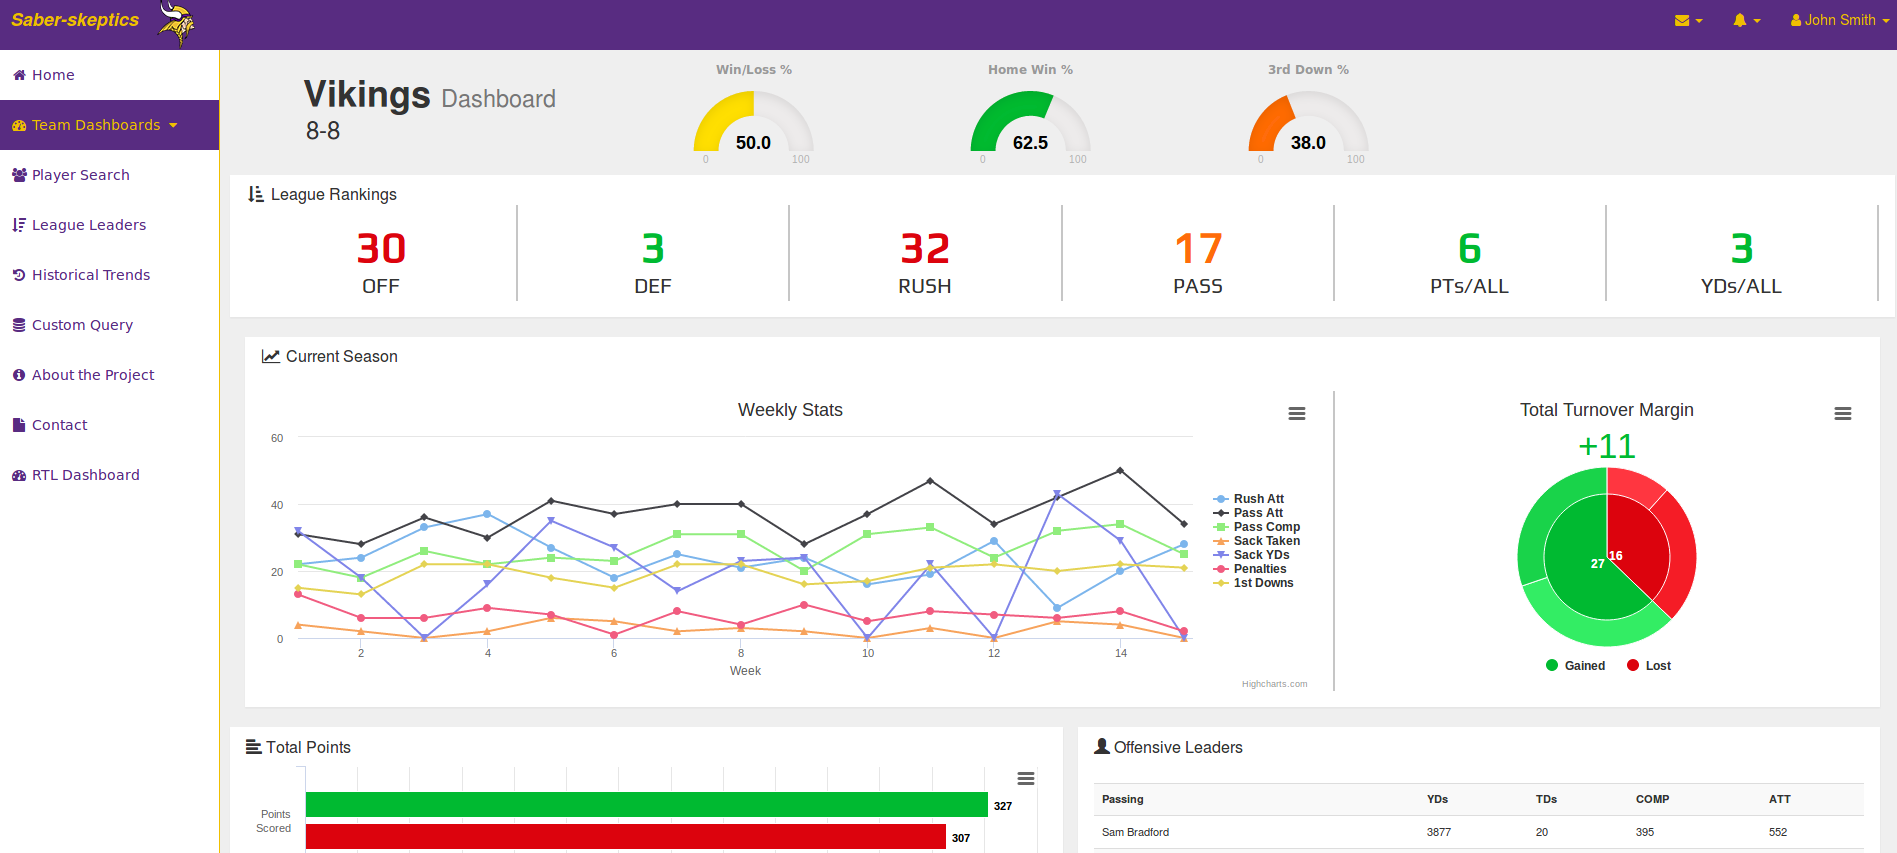 Saber-skeptics
John Smith
Home
Team Dashboards
Player Search
League Leaders
Historical Trends
Custom Query
About the Project
Contact
RTL Dashboard
Vikings Dashboard
8-8
Win/Loss %
50.0
0 100
Home Win %
62.5
0 100
3rd Down %
38.0
0 100
League Rankings
30
OFF
3
DEF
32
RUSH
17
PASS
6
PTs/ALL
3
YDs/ALL
Current Season
Weekly Stats
60
40
20
0
2 4 6 8 10 12 14
Week
Rush Att
Pass Att
Pass Comp
Sack Taken
Sack YDs
Penalties
1st Downs
Highcharts.com
Total Turnover Margin
+11
16
27
Gained Lost
Total Points
Points
Scored
327
307
Offensive Leaders
Passing YDs TDs COMP ATT
Sam Bradford 3877 20 395 552